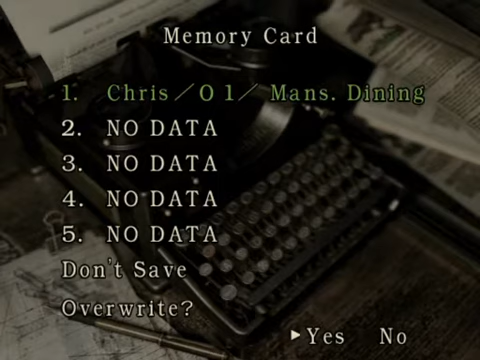 Memory Card
1. Chris／01／Mans. Dining
2. NO DATA
3. NO DATA
4. NO DATA
5. NO DATA
Don't Save
Overwrite?
▶Yes No